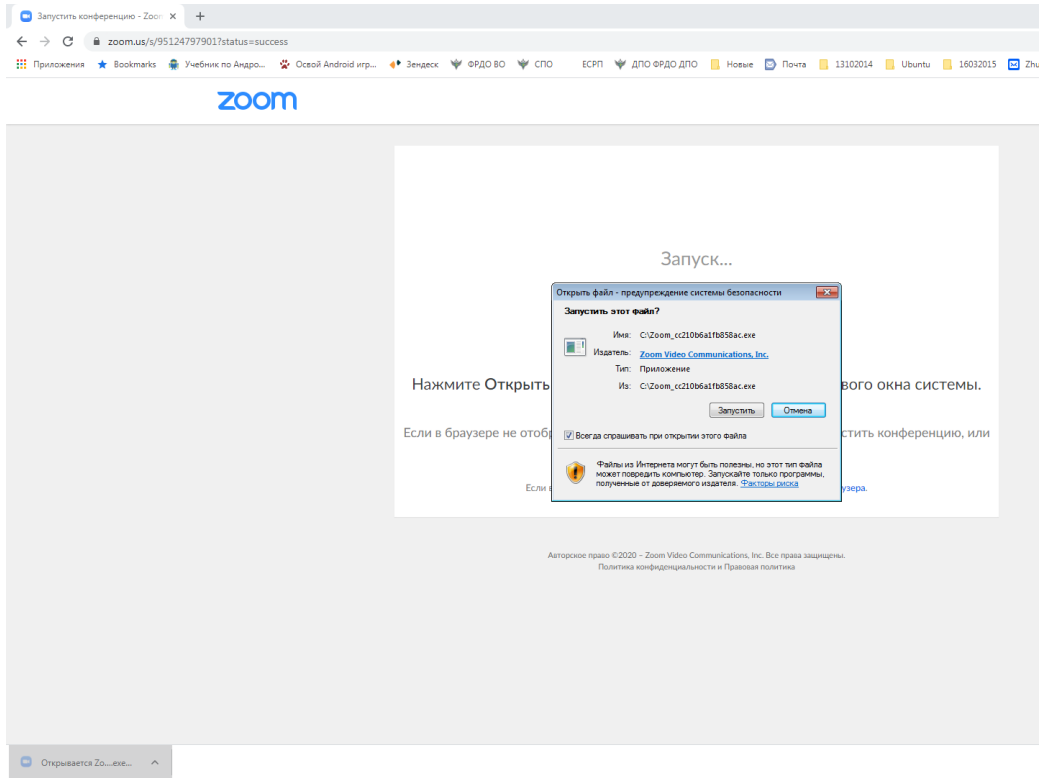 Запустить конференцию - Zoom
zoom.us/s/95124797901?status=success
Приложения Bookmarks Учебник по Андро... Освой Android игр... Зендеск ФРДО ВО СПО ЕСРП ДПО ФРДО ДПО Новые Почта 13102014 Ubuntu 16032015 Zhu
zoom
Запуск...
Открыть файл - предупреждение системы безопасности
Запустить этот файл?
Имя: C:\Zoom_cc210b6a1fb858ac.exe
Издатель: Zoom Video Communications, Inc.
Тип: Приложение
Из: C:\Zoom_cc210b6a1fb858ac.exe
Запустить Отмена
Всегда спрашивать при открытии этого файла
Файлы из Интернета могут быть полезны, но этот тип файла
может повредить компьютер. Запускайте только программы,
полученные от доверяемого издателя. Факторы риска
Нажмите Открыть вого окна системы.
Если в браузере не отобр стить конференцию, или
Если в узера.
Авторское право ©2020 – Zoom Video Communications, Inc. Все права защищены.
Политика конфиденциальности и Правовая политика
Открывается Zo....exe...